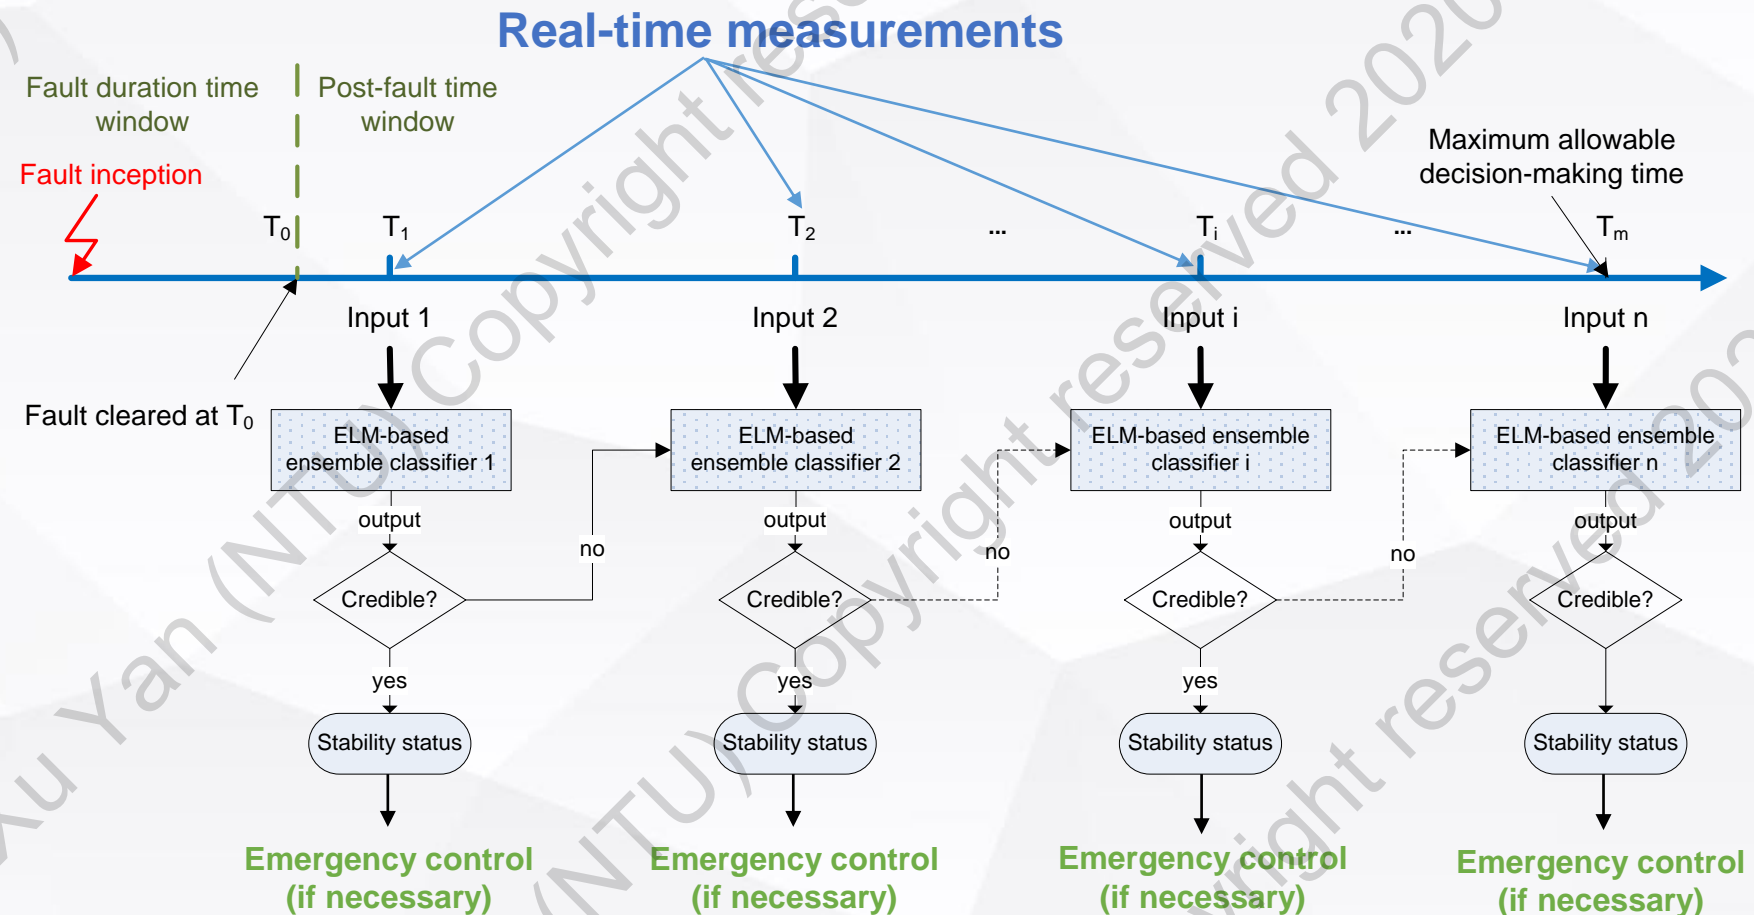 Real-time measurements
Fault duration time
window
Post-fault time
window
Fault inception
Maximum allowable
decision-making time
T₀
T₁
T₂
...
Tᵢ
...
Tₘ
Input 1
Input 2
Input i
Input n
Fault cleared at T₀
ELM-based
ensemble classifier 1
ELM-based
ensemble classifier 2
ELM-based ensemble
classifier i
ELM-based ensemble
classifier n
output
output
output
output
no
no
no
Credible?
Credible?
Credible?
Credible?
yes
yes
yes
Stability status
Stability status
Stability status
Stability status
Emergency control
(if necessary)
Emergency control
(if necessary)
Emergency control
(if necessary)
Emergency control
(if necessary)
Xu Yan (NTU) Copyright reserved 2020
(NTU) Copyright reserved 2020
Copyright reserved 202